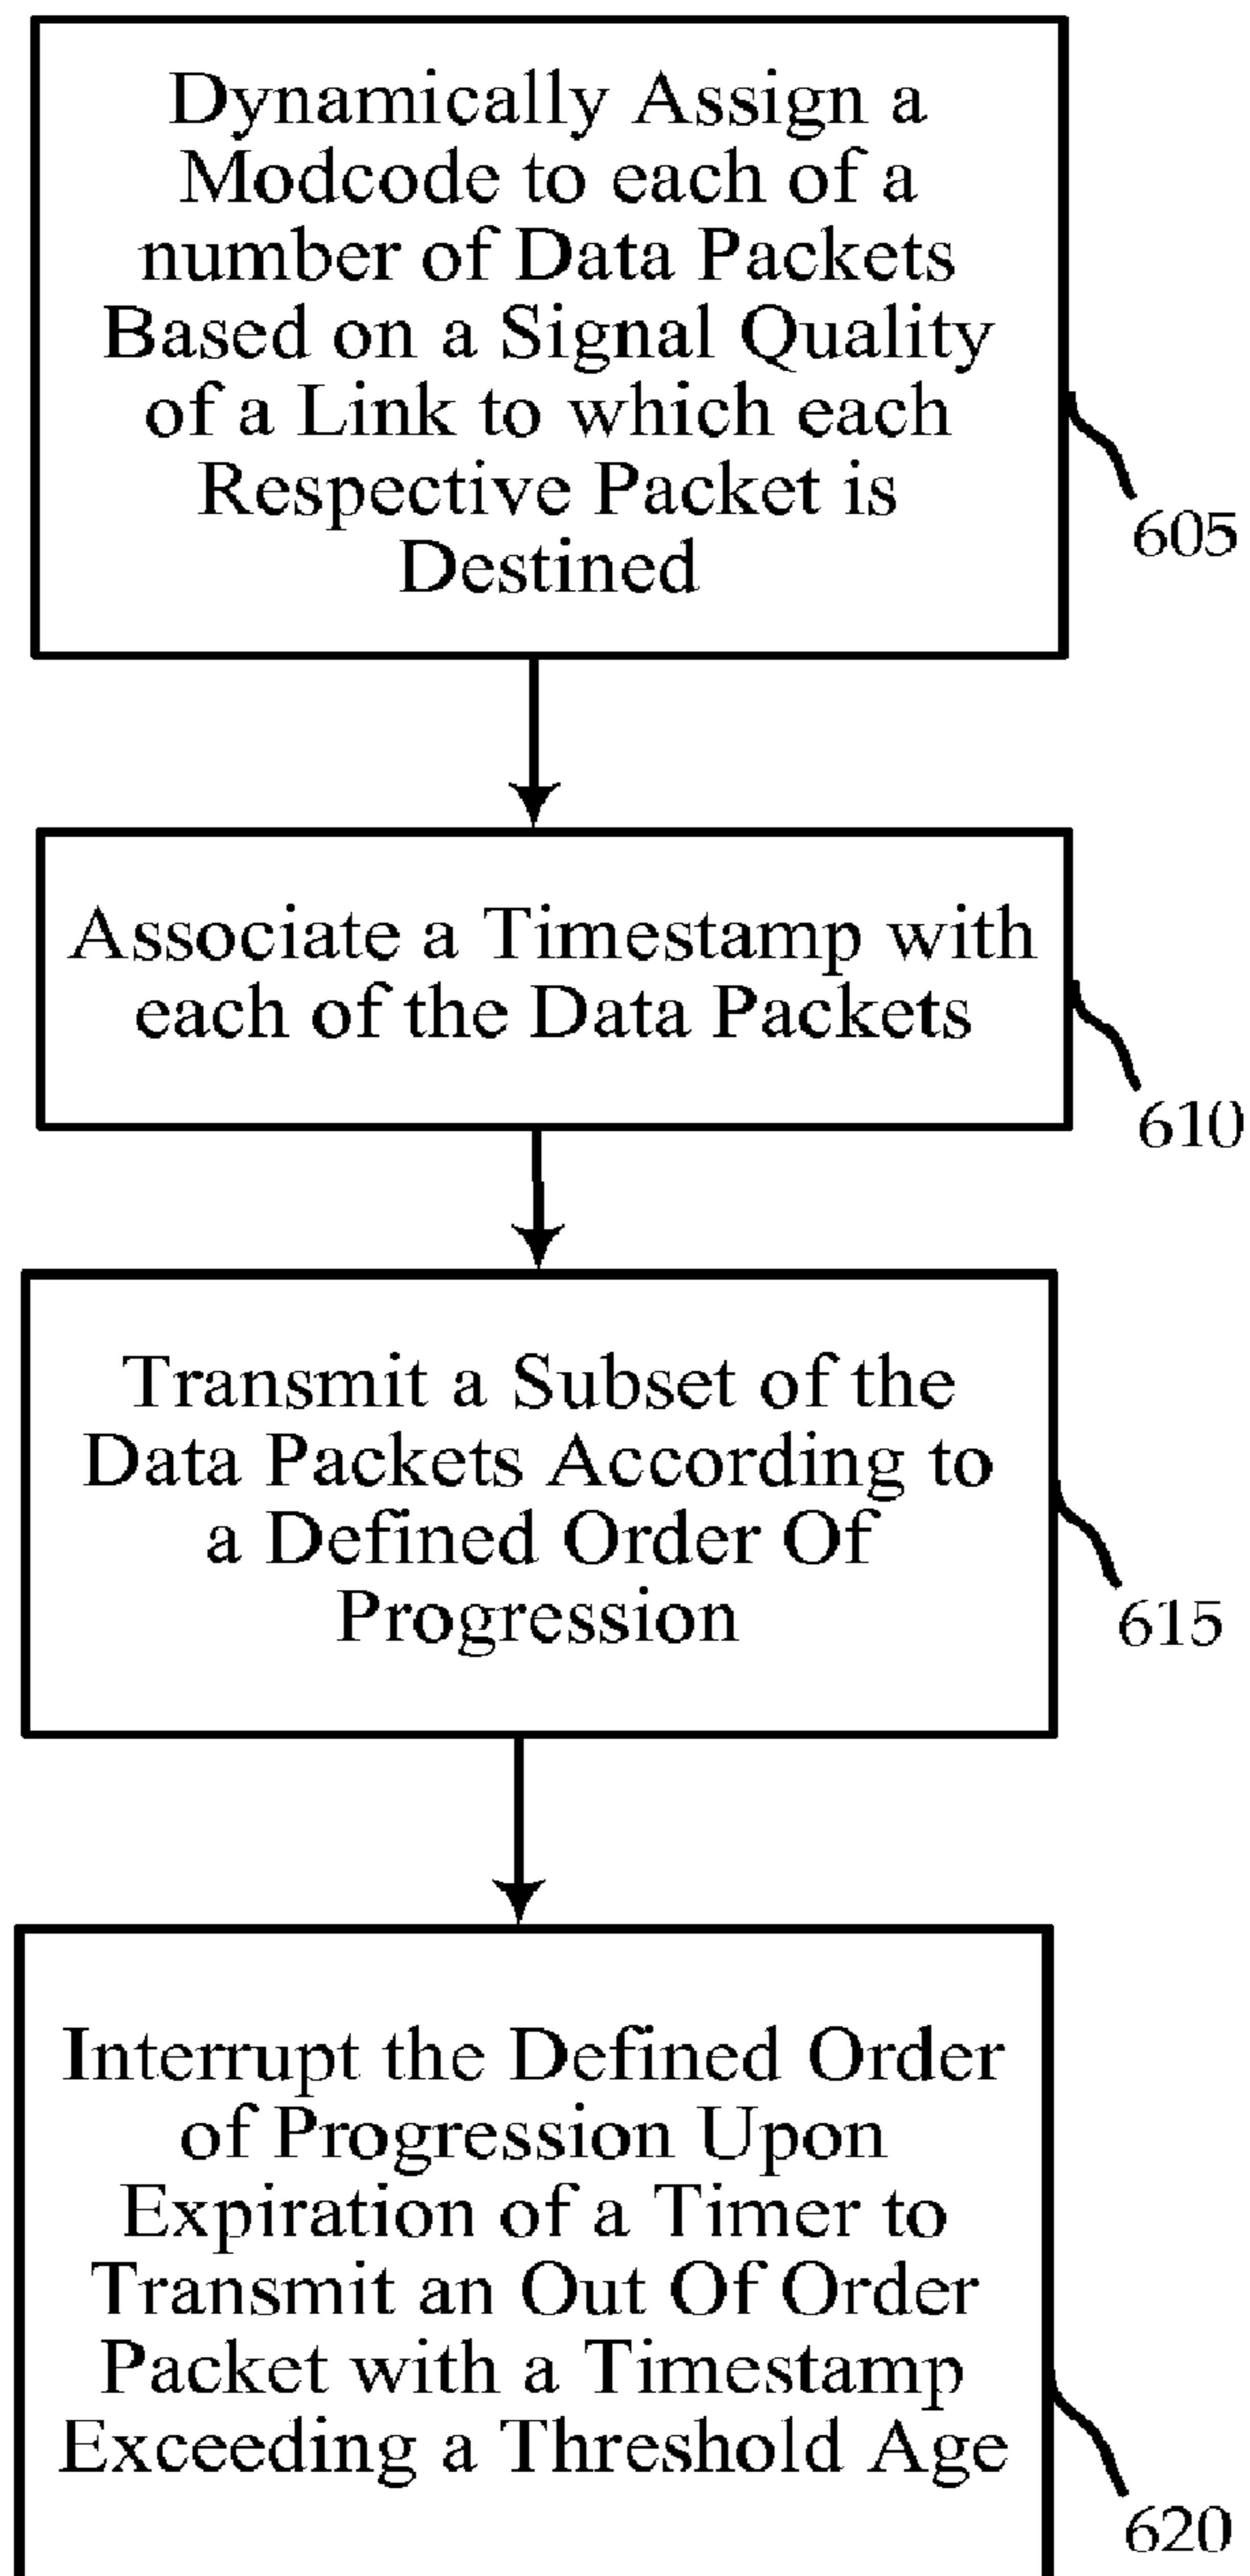 Dynamically Assign a
Modcode to each of a
number of Data Packets
Based on a Signal Quality
of a Link to which each
Respective Packet is
Destined
605
Associate a Timestamp with
each of the Data Packets
610
Transmit a Subset of the
Data Packets According to
a Defined Order Of
Progression
615
Interrupt the Defined Order
of Progression Upon
Expiration of a Timer to
Transmit an Out Of Order
Packet with a Timestamp
Exceeding a Threshold Age
620